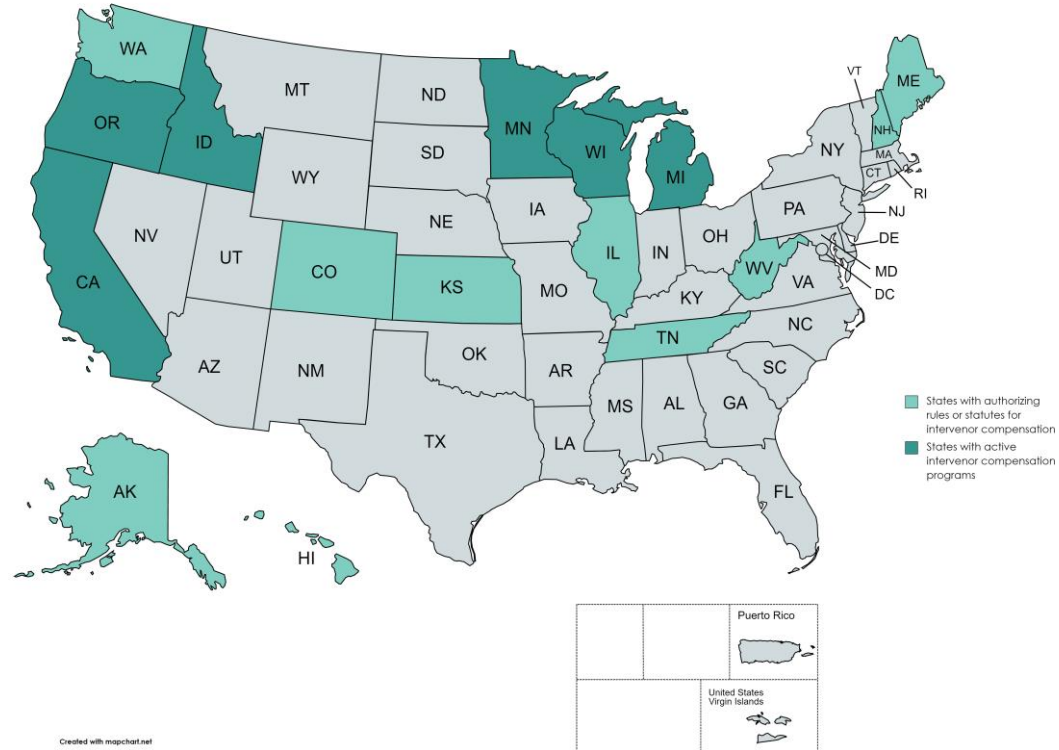 WA
MT
ND
MN
VT
ME
OR
ID
WI
NH
SD
MI
NY
MA
WY
CT
RI
IA
PA
NJ
NE
OH
NV
IL
IN
DE
UT
CO
WV
MD
CA
KS
MO
VA
DC
KY
NC
TN
OK
AZ
NM
AR
SC
MS
AL
GA
States with authorizing
rules or statutes for
intervenor compensation
TX
LA
States with active
intervenor compensation
programs
FL
AK
HI
Puerto Rico
United States
Virgin Islands
Created with mapchart.net